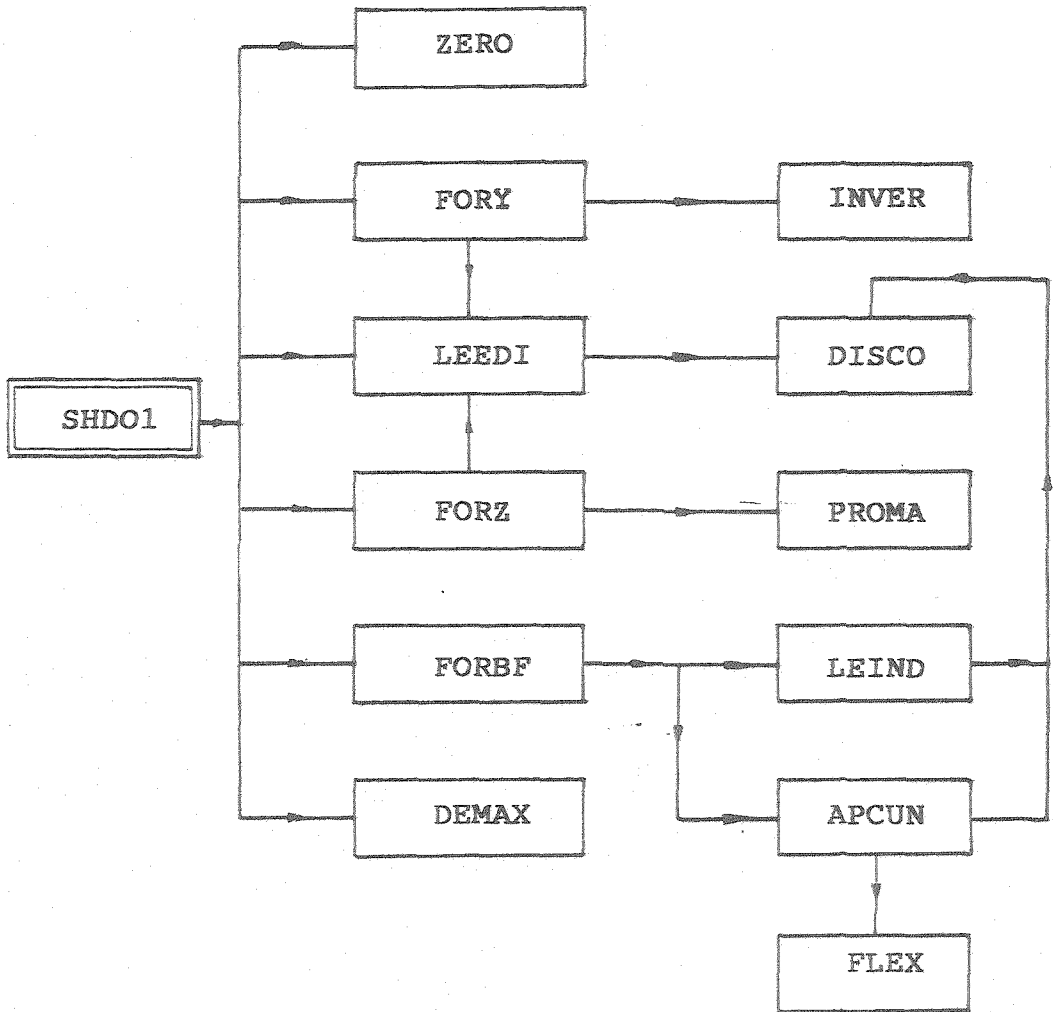 ZERO
FORY
INVER
LEEDI
DISCO
SHDO1
FORZ
PROMA
FORBF
LEIND
DEMAX
APCUN
FLEX